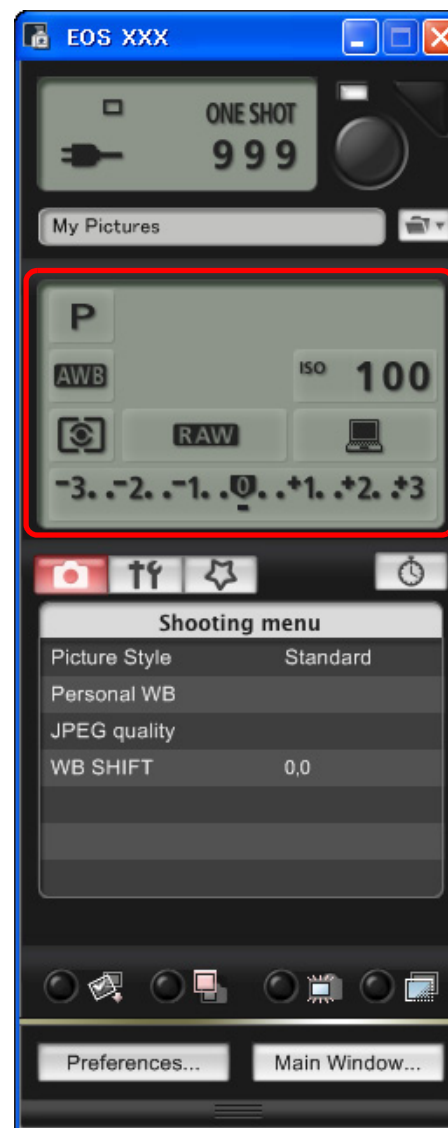 EOS XXX
ONE SHOT
999
My Pictures
P
AWB
ISO 100
RAW
-3. .-2. .-1. .0. .+1. .+2. .+3
Shooting menu
Picture Style Standard
Personal WB
JPEG quality
WB SHIFT 0,0
Preferences... Main Window...